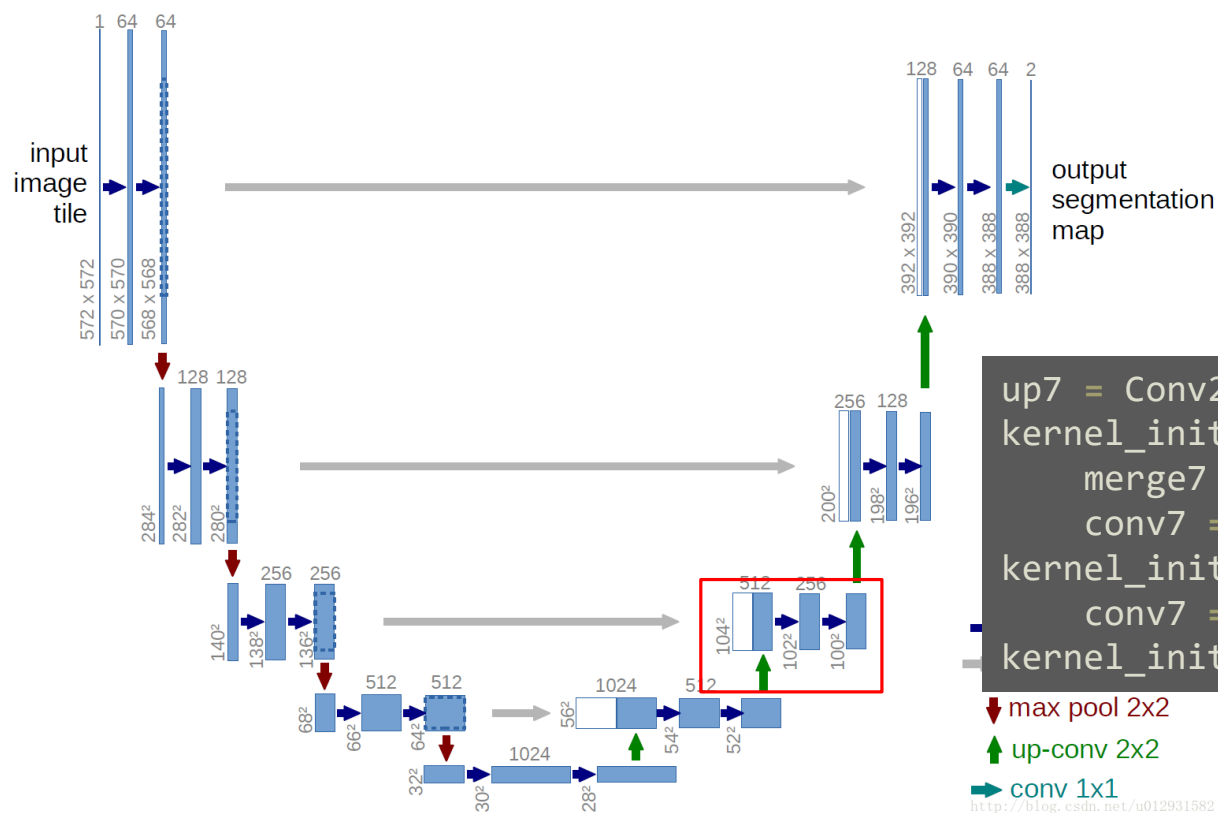 1 64 64
input
image
tile
572 x 572
570 x 570
568 x 568
128 64 64 2
output
segmentation
map
392 x 392
390 x 390
388 x 388
388 x 388
128 128
284²
282²
280²
256 128
200²
198²
196²
256 256
140²
138²
136²
512 256
104²
102²
100²
512 512
68²
66²
64²
1024 512
56²
54²
52²
1024
32²
30²
28²
up7 =
kernel_init
merge7
conv7 =
kernel_init
conv7 =
kernel_init
max pool 2x2
up-conv 2x2
conv 1x1
http://blog.csdn.net/u012931582